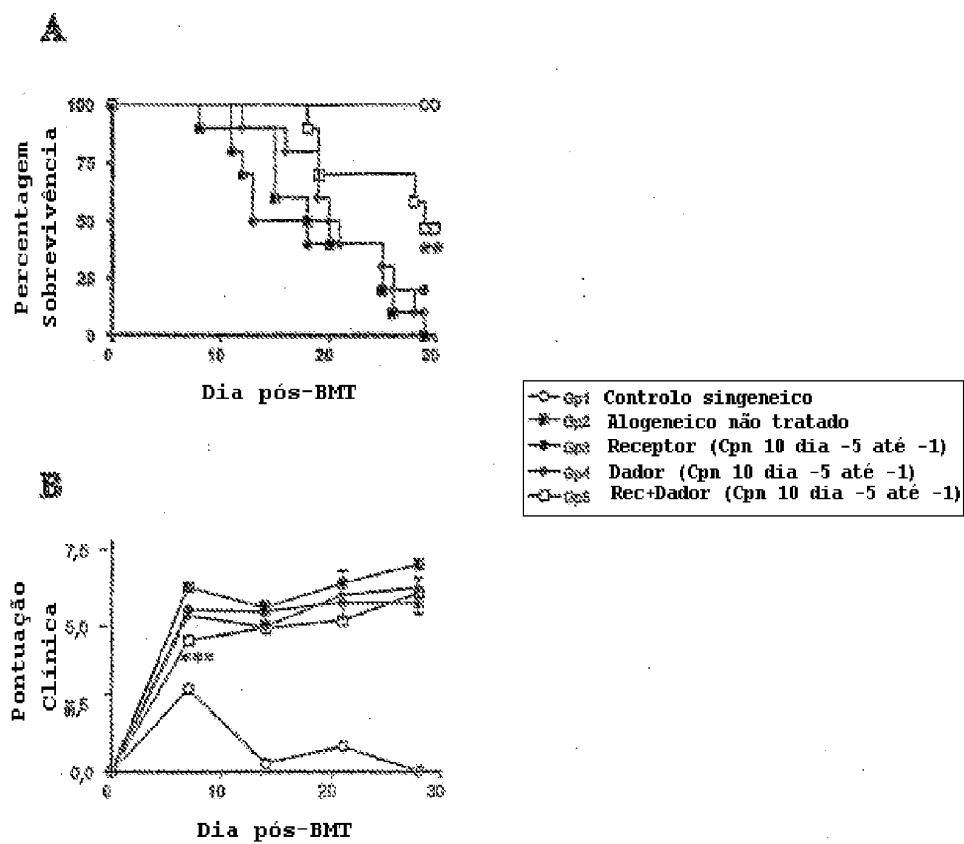 A
100
75
50
25
0
Percentagem
Sobrevivência
0 10 20 30
**
Dia pós-BMT
Gp1 Controlo singeneico
Gp2 Alogeneico não tratado
Gp3 Receptor (Cpn 10 dia -5 até -1)
Gp4 Dador (Cpn 10 dia -5 até -1)
Gp5 Rec+Dador (Cpn 10 dia -5 até -1)
B
7,5
5,0
2,5
0,0
Pontuação
Clínica
***
0 10 20 30
Dia pós-BMT